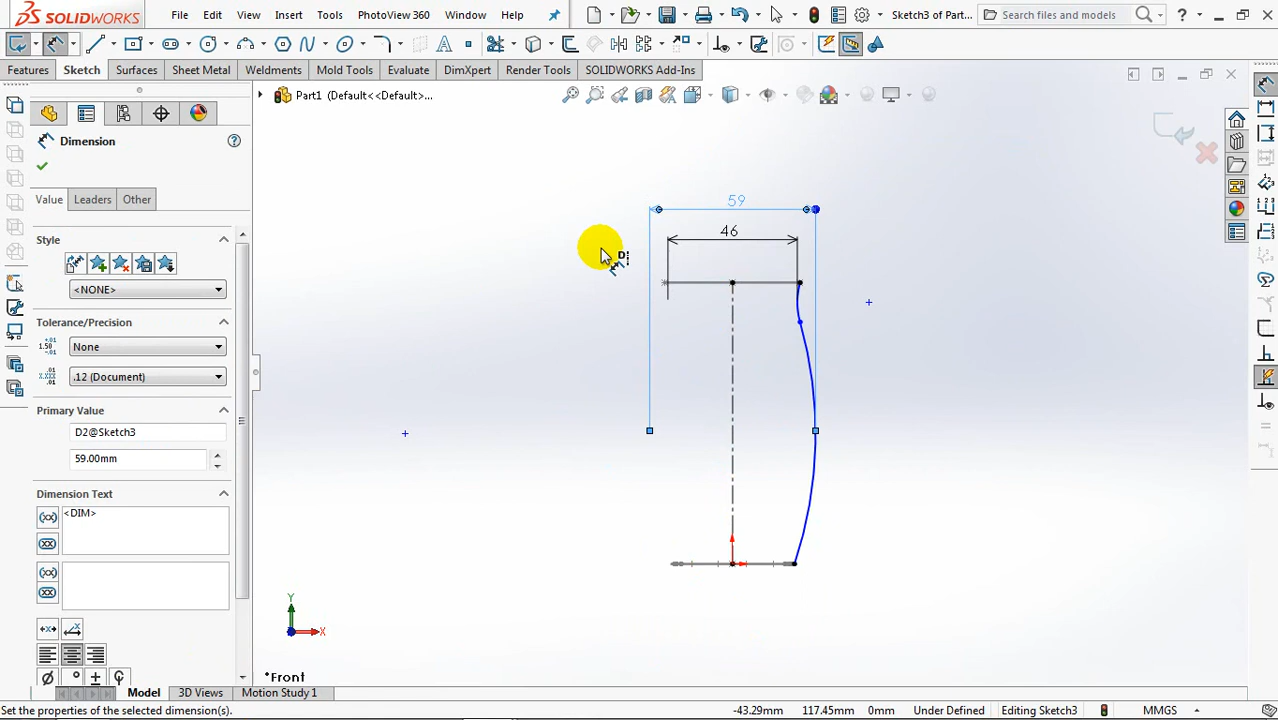 SOLIDWORKS File Edit View Insert Tools PhotoView 360 Window Help Sketch3 of Part... Search files and models ?
Features Sketch Surfaces Sheet Metal Weldments Mold Tools Evaluate DimXpert Render Tools SOLIDWORKS Add-Ins
Part1 (Default<<Default>...
Dimension ?
Value Leaders Other
Style
<NONE>
Tolerance/Precision
None
.12 (Document)
Primary Value
D2@Sketch3
59.00mm
Dimension Text
<DIM>
59
46
Y
X
*Front
Model 3D Views Motion Study 1
Set the properties of the selected dimension(s). -43.29mm 117.45mm 0mm Under Defined Editing Sketch3 MMGS